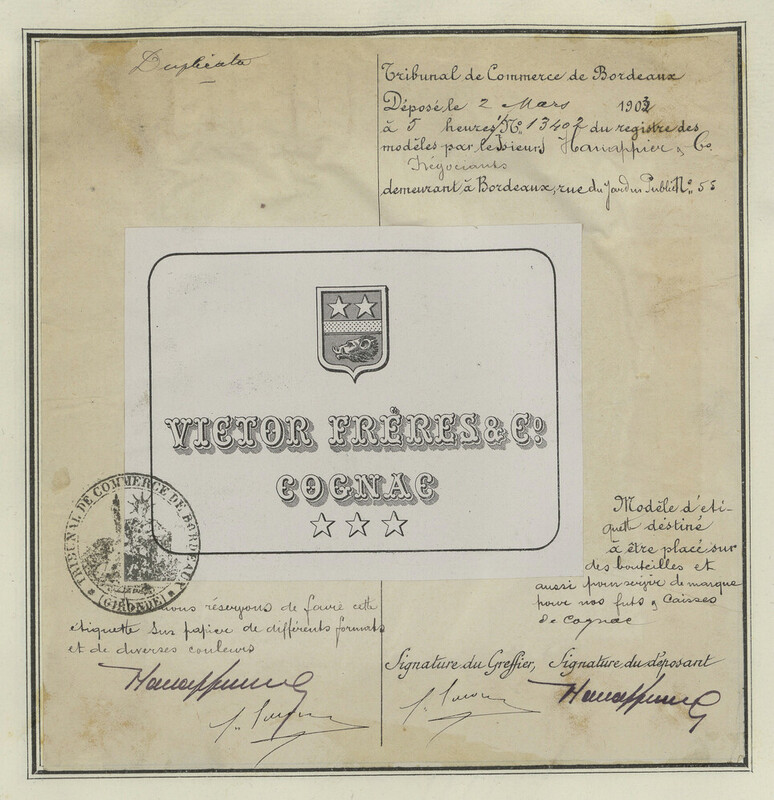 Duplicata
Tribunal de Commerce de Bordeaux
Déposé le 2 Mars 1903
à 5 heures N° 13402 du registre des
modèles par le Sieurs Hanappier & Co
Négociants
demeurant à Bordeaux, rue du Jardin Public N° 55
VICTOR FRÈRES & Co
COGNAC
TRIBUNAL DE COMMERCE DE BORDEAUX
(GIRONDE)
Modèle d'éti-
quette destiné
à être placé sur
des bouteilles et
aussi pour servir de marque
pour nos futs & caisses
de cognac
nous réservons de faire cette
étiquette sur papier de différents formats
et de diverses couleurs
Signature du Greffier, Signature du déposant